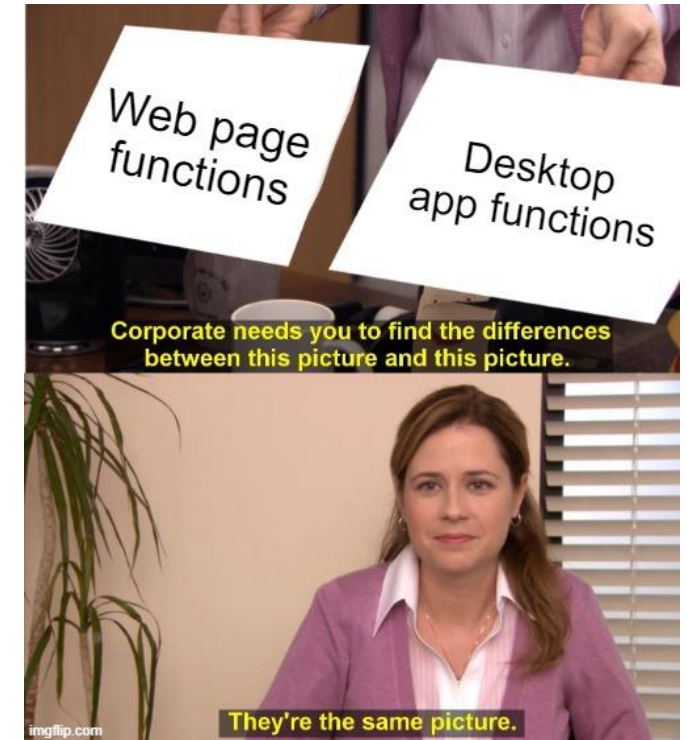 Web page
functions
Desktop
app functions
Corporate needs you to find the differences
between this picture and this picture.
They're the same picture.
imgflip.com